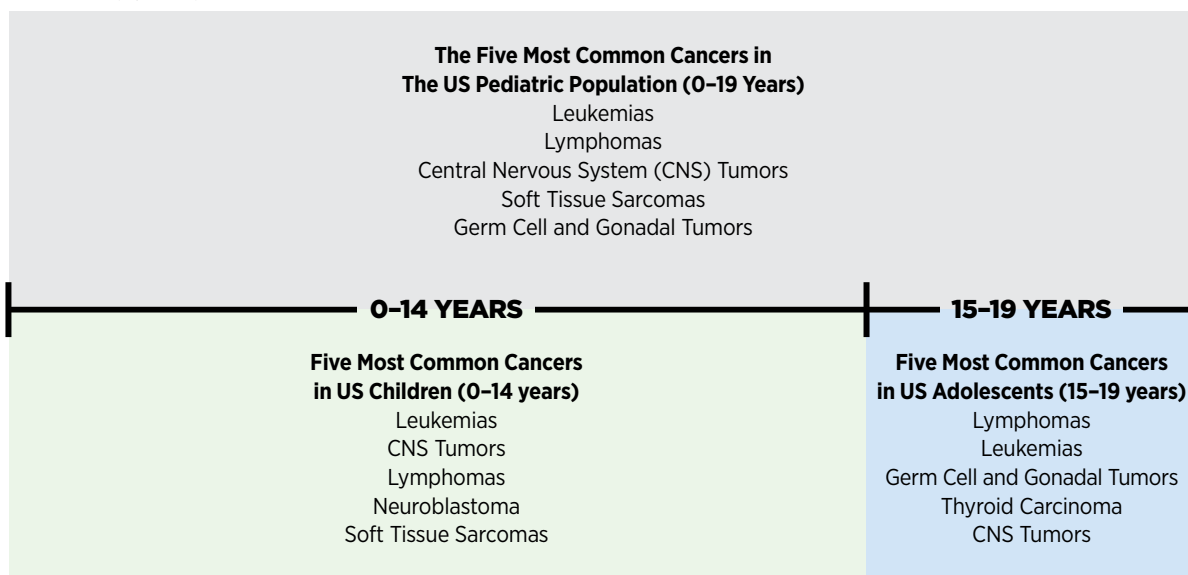 The Five Most Common Cancers in
The US Pediatric Population (0–19 Years)
Leukemias
Lymphomas
Central Nervous System (CNS) Tumors
Soft Tissue Sarcomas
Germ Cell and Gonadal Tumors
0–14 YEARS
15–19 YEARS
Five Most Common Cancers
in US Children (0–14 years)
Leukemias
CNS Tumors
Lymphomas
Neuroblastoma
Soft Tissue Sarcomas
Five Most Common Cancers
in US Adolescents (15–19 years)
Lymphomas
Leukemias
Germ Cell and Gonadal Tumors
Thyroid Carcinoma
CNS Tumors